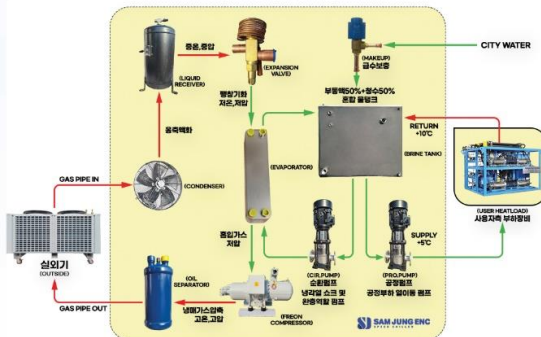 중온,중압
(LIQUID
RECEIVER)
(EXPANSION
VALVE)
팽창기화
저온,저압
(MAKEUP)
급수보충
CITY WATER
부동액50%+청수50%
혼합 물탱크
RETURN
+10℃
응축액화
(CONDENSER)
(EVAPORATOR)
(BRINE TANK)
(USER HEATLOAD)
사용자측 부하장비
GAS PIPE IN
실외기
(OUTSIDE)
GAS PIPE OUT
흡입가스
저압
(OIL
SEPARATOR)
냉매가스압축
고온,고압
(FREON
COMPRESSOR)
(CIR.PUMP)
순환펌프
냉각열 쇼크 및
완충역할 펌프
(PRO.PUMP)
공정펌프
공정부하 열이동 펌프
SUPPLY
+5℃
SAM JUNG ENC
SPEED CHILLER